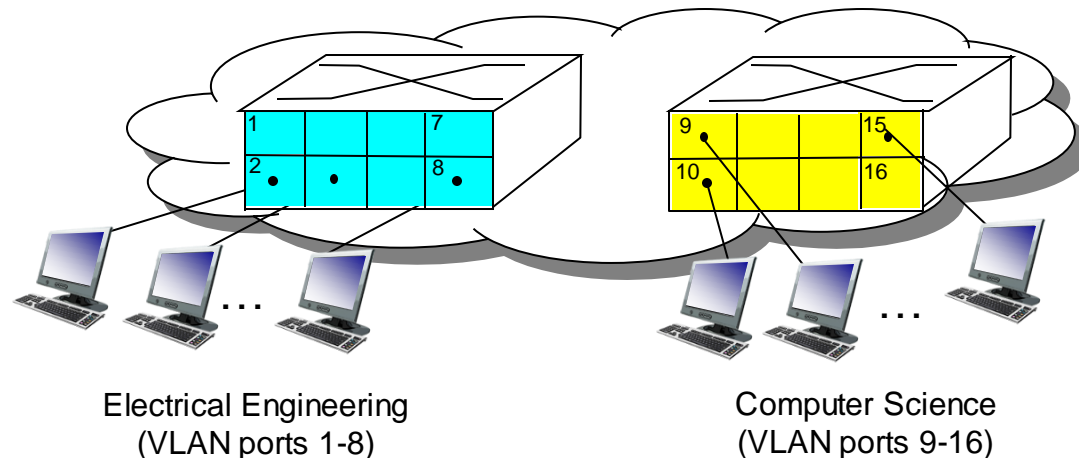 1
7
2
8
9
15
10
16
...
...
Electrical Engineering
(VLAN ports 1-8)
Computer Science
(VLAN ports 9-16)